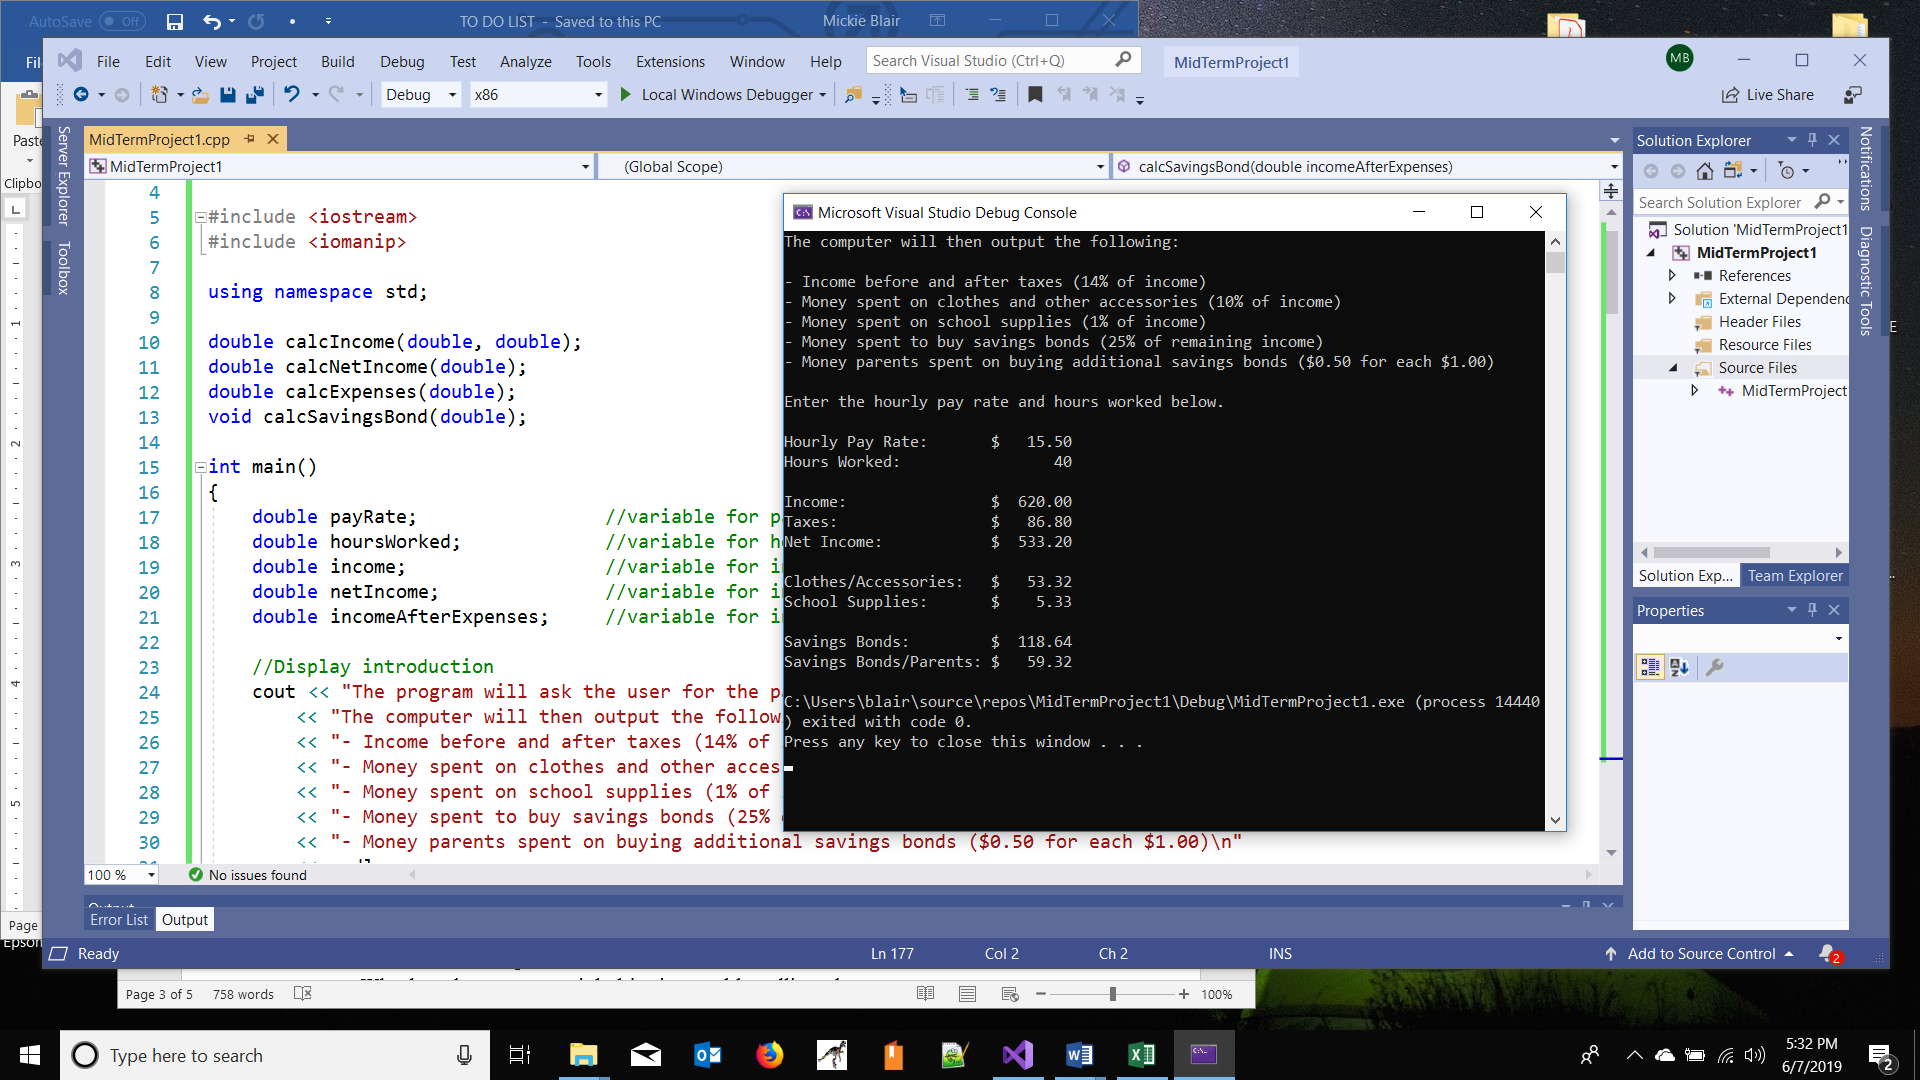 AutoSave Off TO DO LIST - Saved to this PC Mickie Blair
File Edit View Project Build Debug Test Analyze Tools Extensions Window Help Search Visual Studio (Ctrl+Q) MidTermProject1 MB
Debug x86 Local Windows Debugger Live Share
Paste
Clipbo
Server Explorer
Toolbox
MidTermProject1.cpp
MidTermProject1 (Global Scope) calcSavingsBond(double incomeAfterExpenses)
4
5 #include <iostream>
6 #include <iomanip>
7
8 using namespace std;
9
10 double calcIncome(double, double);
11 double calcNetIncome(double);
12 double calcExpenses(double);
13 void calcSavingsBond(double);
14
15 int main()
16 {
17 double payRate; //variable for p
18 double hoursWorked; //variable for h
19 double income; //variable for i
20 double netIncome; //variable for i
21 double incomeAfterExpenses; //variable for i
22
23 //Display introduction
24 cout << "The program will ask the user for the p
25 << "The computer will then output the follow
26 << "- Income before and after taxes (14% of
27 << "- Money spent on clothes and other acces
28 << "- Money spent on school supplies (1% of
29 << "- Money spent to buy savings bonds (25%
30 << "- Money parents spent on buying additional savings bonds ($0.50 for each $1.00)\n"
Microsoft Visual Studio Debug Console
The computer will then output the following:
- Income before and after taxes (14% of income)
- Money spent on clothes and other accessories (10% of income)
- Money spent on school supplies (1% of income)
- Money spent to buy savings bonds (25% of remaining income)
- Money parents spent on buying additional savings bonds ($0.50 for each $1.00)
Enter the hourly pay rate and hours worked below.
Hourly Pay Rate: $ 15.50
Hours Worked: 40
Income: $ 620.00
Taxes: $ 86.80
Net Income: $ 533.20
Clothes/Accessories: $ 53.32
School Supplies: $ 5.33
Savings Bonds: $ 118.64
Savings Bonds/Parents: $ 59.32
C:\Users\blair\source\repos\MidTermProject1\Debug\MidTermProject1.exe (process 14440
) exited with code 0.
Press any key to close this window . . .
Solution Explorer
Search Solution Explorer
Solution 'MidTermProject1
MidTermProject1
References
External Dependenc
Header Files
Resource Files
Source Files
MidTermProject
Solution Exp... Team Explorer
Properties
Notifications
Diagnostic Tools
100 % No issues found
Output
Error List Output
Page
Epson
Ready Ln 177 Col 2 Ch 2 INS Add to Source Control 2
Page 3 of 5 758 words 100%
Type here to search
5:32 PM
6/7/2019
2